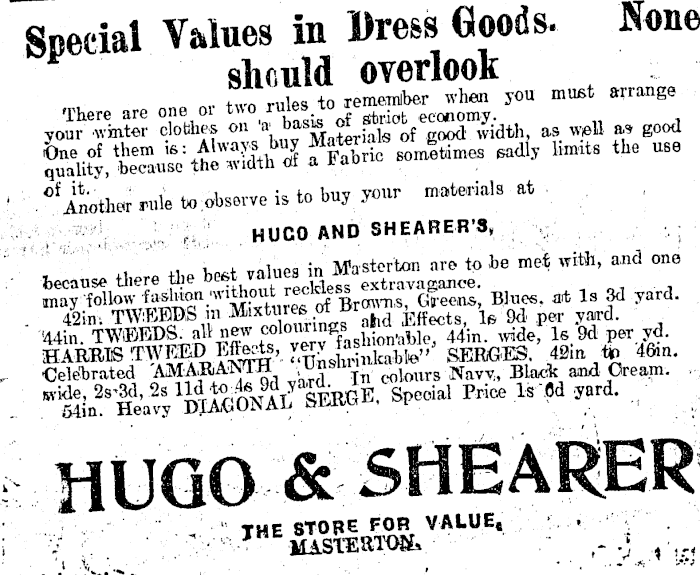 Special Values in Dress Goods. None
should overlook
There are one or two rules to remember when you must arrange
your winter clothes on a basis of strict economy.
One of them is: Always buy Materials of good width, as well as good
quality, because the width of a Fabric sometimes sadly limits the use
of it.
Another rule to observe is to buy your materials at
HUGO AND SHEARER'S,
because there the best values in Masterton are to be met with, and one
may follow fashion without reckless extravagance.
42in. TWEEDS in Mixtures of Browns, Greens, Blues, at 1s 3d yard.
44in. TWEEDS. all new colourings and Effects, 1s 9d per yard.
HARRIS TWEED Effects, very fashionable, 44in. wide, 1s 9d per yd.
Celebrated AMARANTH "Unshrinkable" SERGES, 42in to 46in.
wide, 2s 3d, 2s 11d to 4s 9d yard. In colours Navy, Black and Cream.
54in. Heavy DIAGONAL SERGE, Special Price 1s 6d yard.
HUGO & SHEARER
THE STORE FOR VALUE,
MASTERTON.